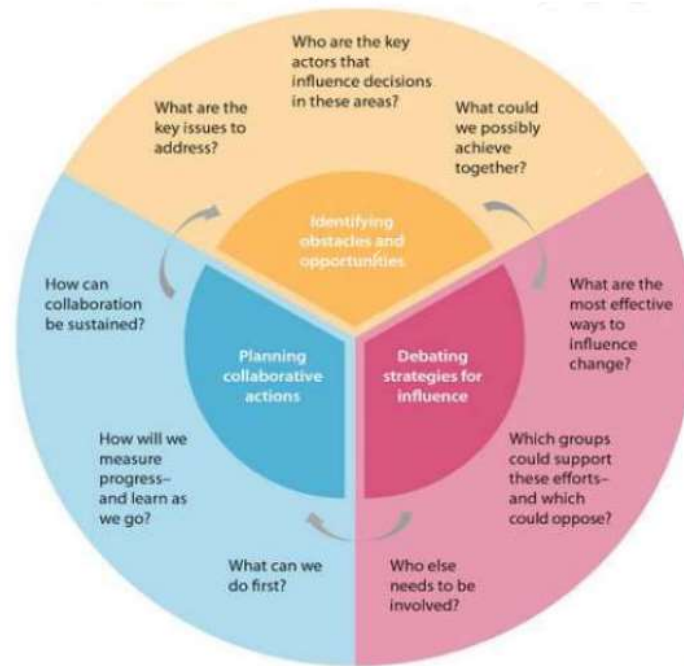 Who are the key
actors that
influence decisions
in these areas?
What are the
key issues to
address?
What could
we possibly
achieve
together?
Identifying
obstacles and
opportunities
How can
collaboration
be sustained?
What are the
most effective
ways to
influence
change?
Planning
collaborative
actions
Debating
strategies for
influence
How will we
measure
progress–
and learn as
we go?
Which groups
could support
these efforts–
and which
could oppose?
What can we
do first?
Who else
needs to be
involved?